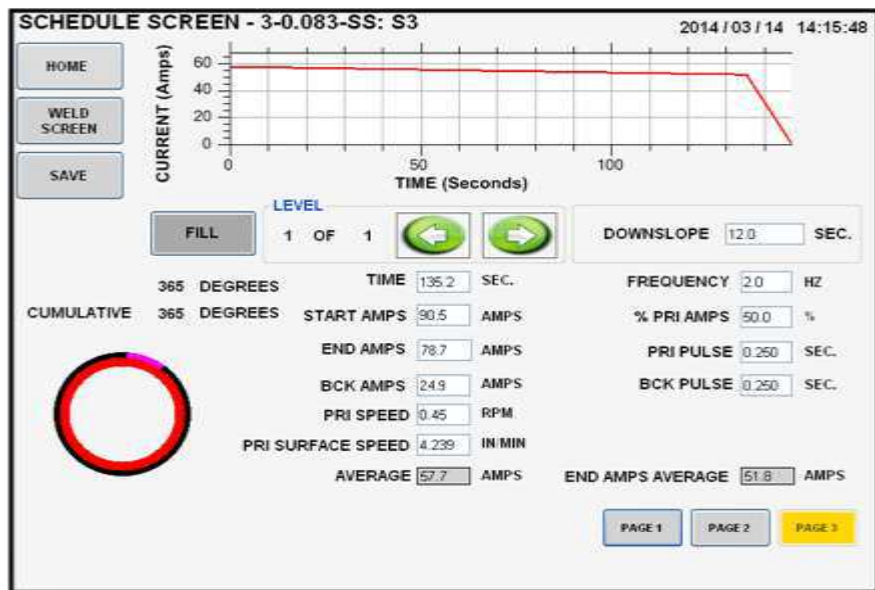 SCHEDULE SCREEN - 3-0.083-SS: S3
2014 / 03 / 14 14:15:48
HOME
WELD
SCREEN
SAVE
CURRENT (Amps)
60
40
20
0
0 50 100
TIME (Seconds)
FILL
LEVEL
1 OF 1
DOWNSLOPE 12.0 SEC.
365 DEGREES
CUMULATIVE 365 DEGREES
TIME 135.2 SEC.
START AMPS 90.5 AMPS
END AMPS 78.7 AMPS
BCK AMPS 24.9 AMPS
PRI SPEED 0.45 RPM
PRI SURFACE SPEED 4.239 IN/MIN
AVERAGE 57.7 AMPS
FREQUENCY 2.0 HZ
% PRI AMPS 50.0 %
PRI PULSE 0.250 SEC.
BCK PULSE 0.250 SEC.
END AMPS AVERAGE 51.8 AMPS
PAGE 1 PAGE 2 PAGE 3